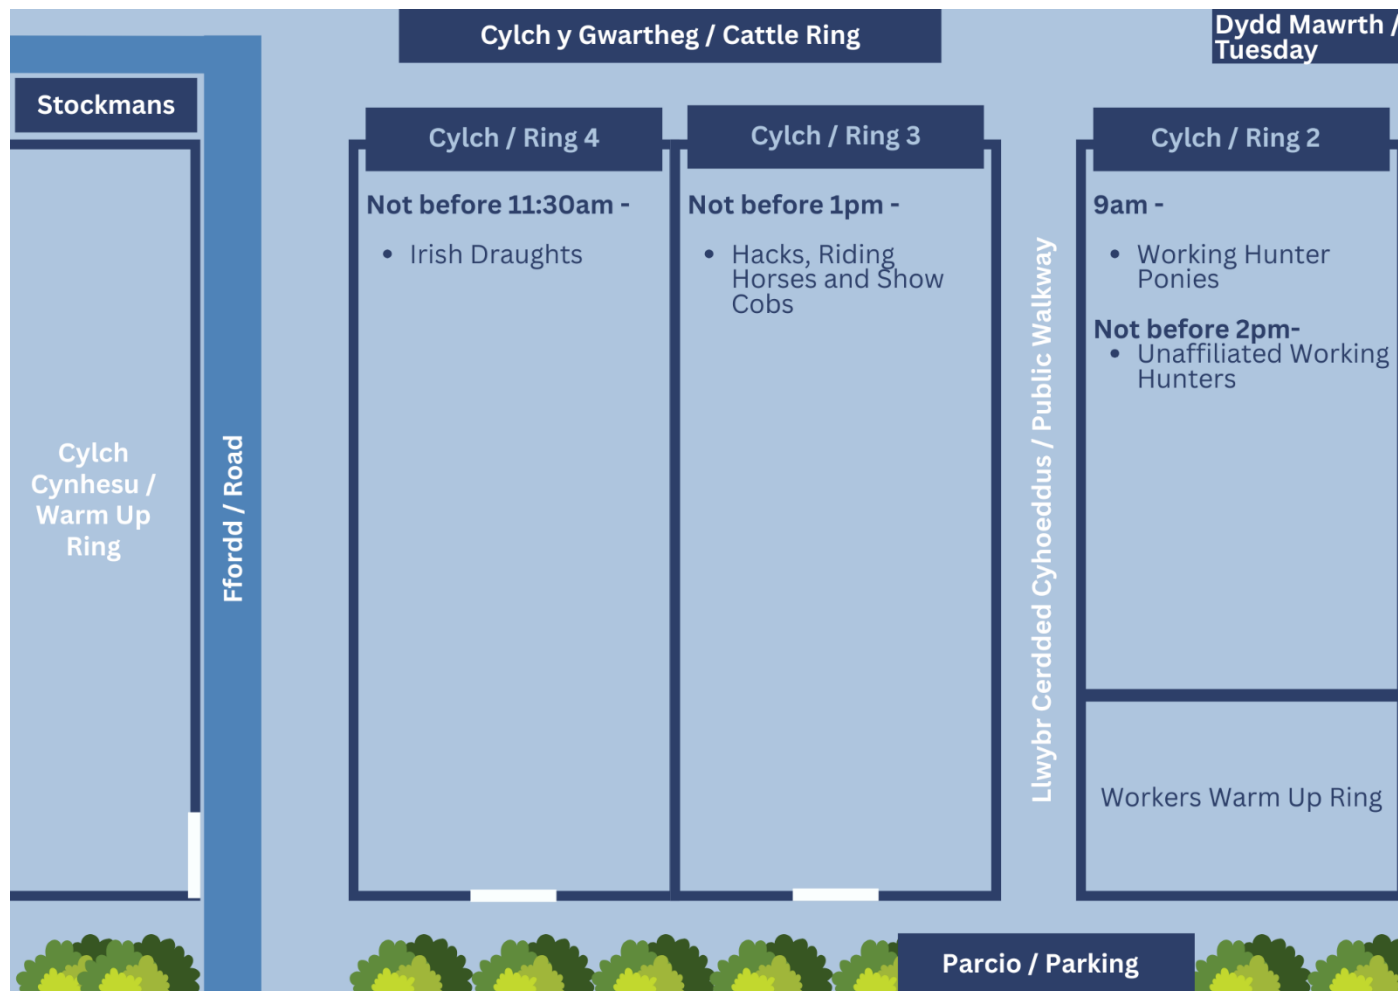 Cylch y Gwartheg / Cattle Ring
Dydd Mawrth /
Tuesday
Stockmans
Cylch / Ring 4
Cylch / Ring 3
Cylch / Ring 2
Not before 11:30am -
• Irish Draughts
Not before 1pm -
• Hacks, Riding
Horses and Show
Cobs
9am -
• Working Hunter
Ponies
Not before 2pm-
• Unaffiliated Working
Hunters
Cylch
Cynhesu /
Warm Up
Ring
Ffordd / Road
Llwybr Cerdded Cyhoeddus / Public Walkway
Workers Warm Up Ring
Parcio / Parking